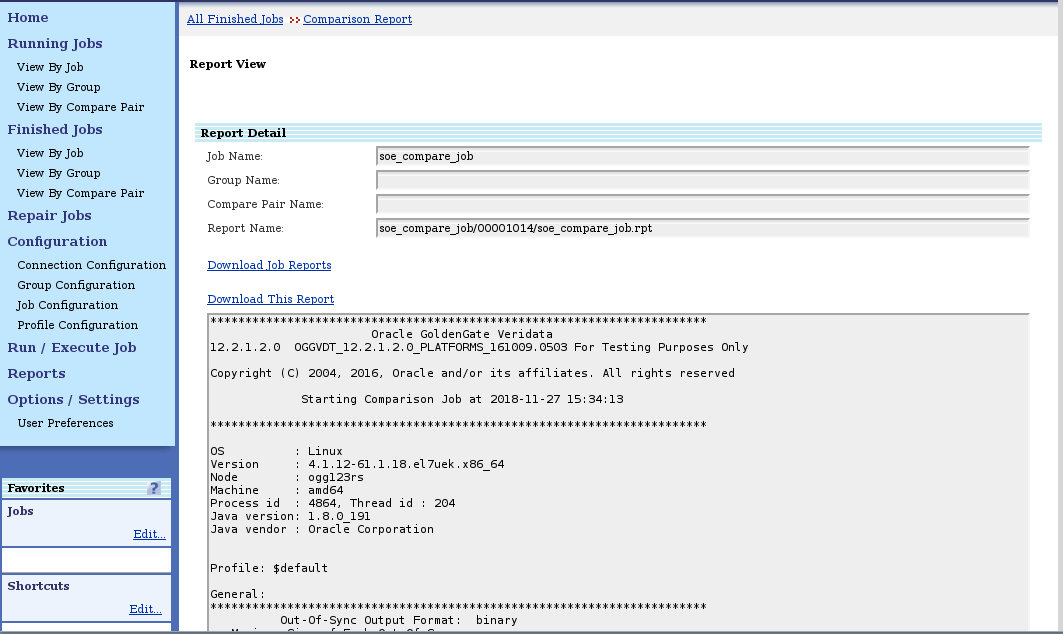 Home
Running Jobs
View By Job
View By Group
View By Compare Pair
Finished Jobs
View By Job
View By Group
View By Compare Pair
Repair Jobs
Configuration
Connection Configuration
Group Configuration
Job Configuration
Profile Configuration
Run / Execute Job
Reports
Options / Settings
User Preferences
Favorites ?
Jobs
Edit...
Shortcuts
Edit...
All Finished Jobs Comparison Report
Report View
Report Detail
Job Name: soe_compare_job
Group Name:
Compare Pair Name:
Report Name: soe_compare_job/00001014/soe_compare_job.rpt
Download Job Reports
Download This Report
***********************************************************************
Oracle GoldenGate Veridata
12.2.1.2.0  OGGVDT_12.2.1.2.0_PLATFORMS_161009.0503 For Testing Purposes Only
Copyright (C) 2004, 2016, Oracle and/or its affiliates. All rights reserved
Starting Comparison Job at 2018-11-27 15:34:13
***********************************************************************
OS          : Linux
Version     : 4.1.12-61.1.18.el7uek.x86_64
Node        : ogg123rs
Machine     : amd64
Process id  : 4864, Thread id : 204
Java version: 1.8.0_191
Java vendor : Oracle Corporation
Profile: $default
General:
***********************************************************************
Out-Of-Sync Output Format:  binary